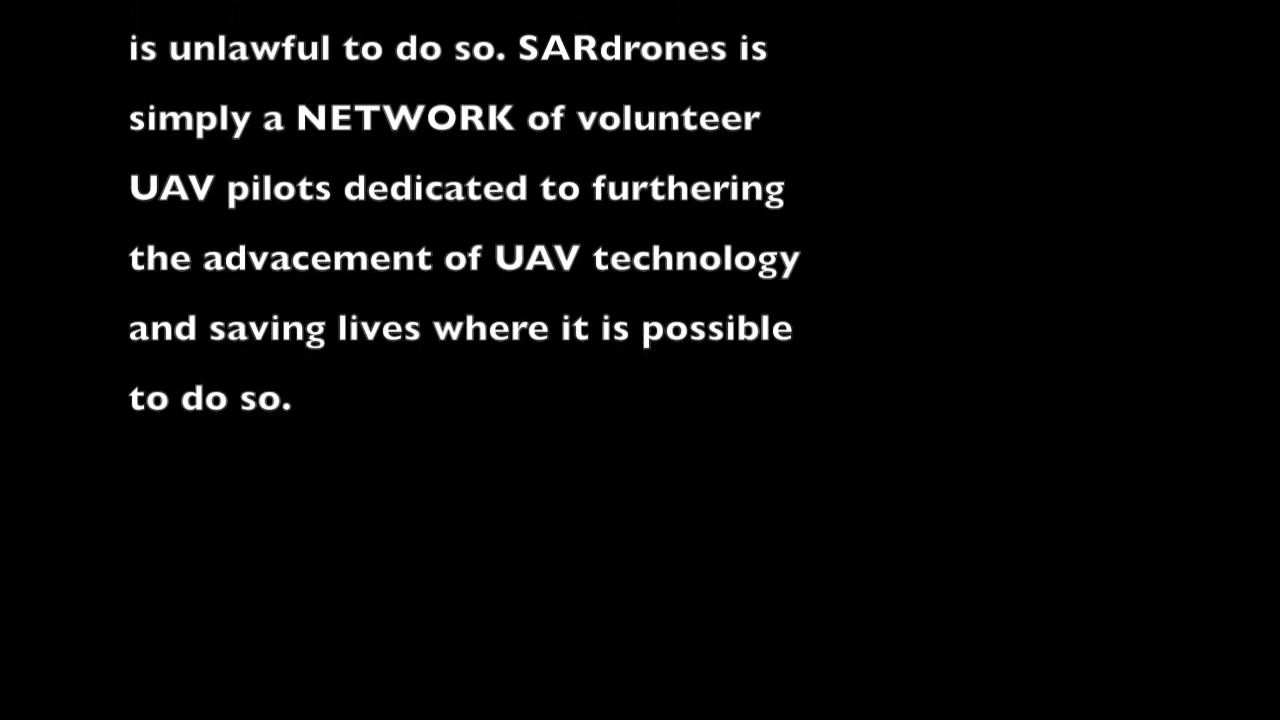 is unlawful to do so. SARdrones is
simply a NETWORK of volunteer
UAV pilots dedicated to furthering
the advacement of UAV technology
and saving lives where it is possible
to do so.